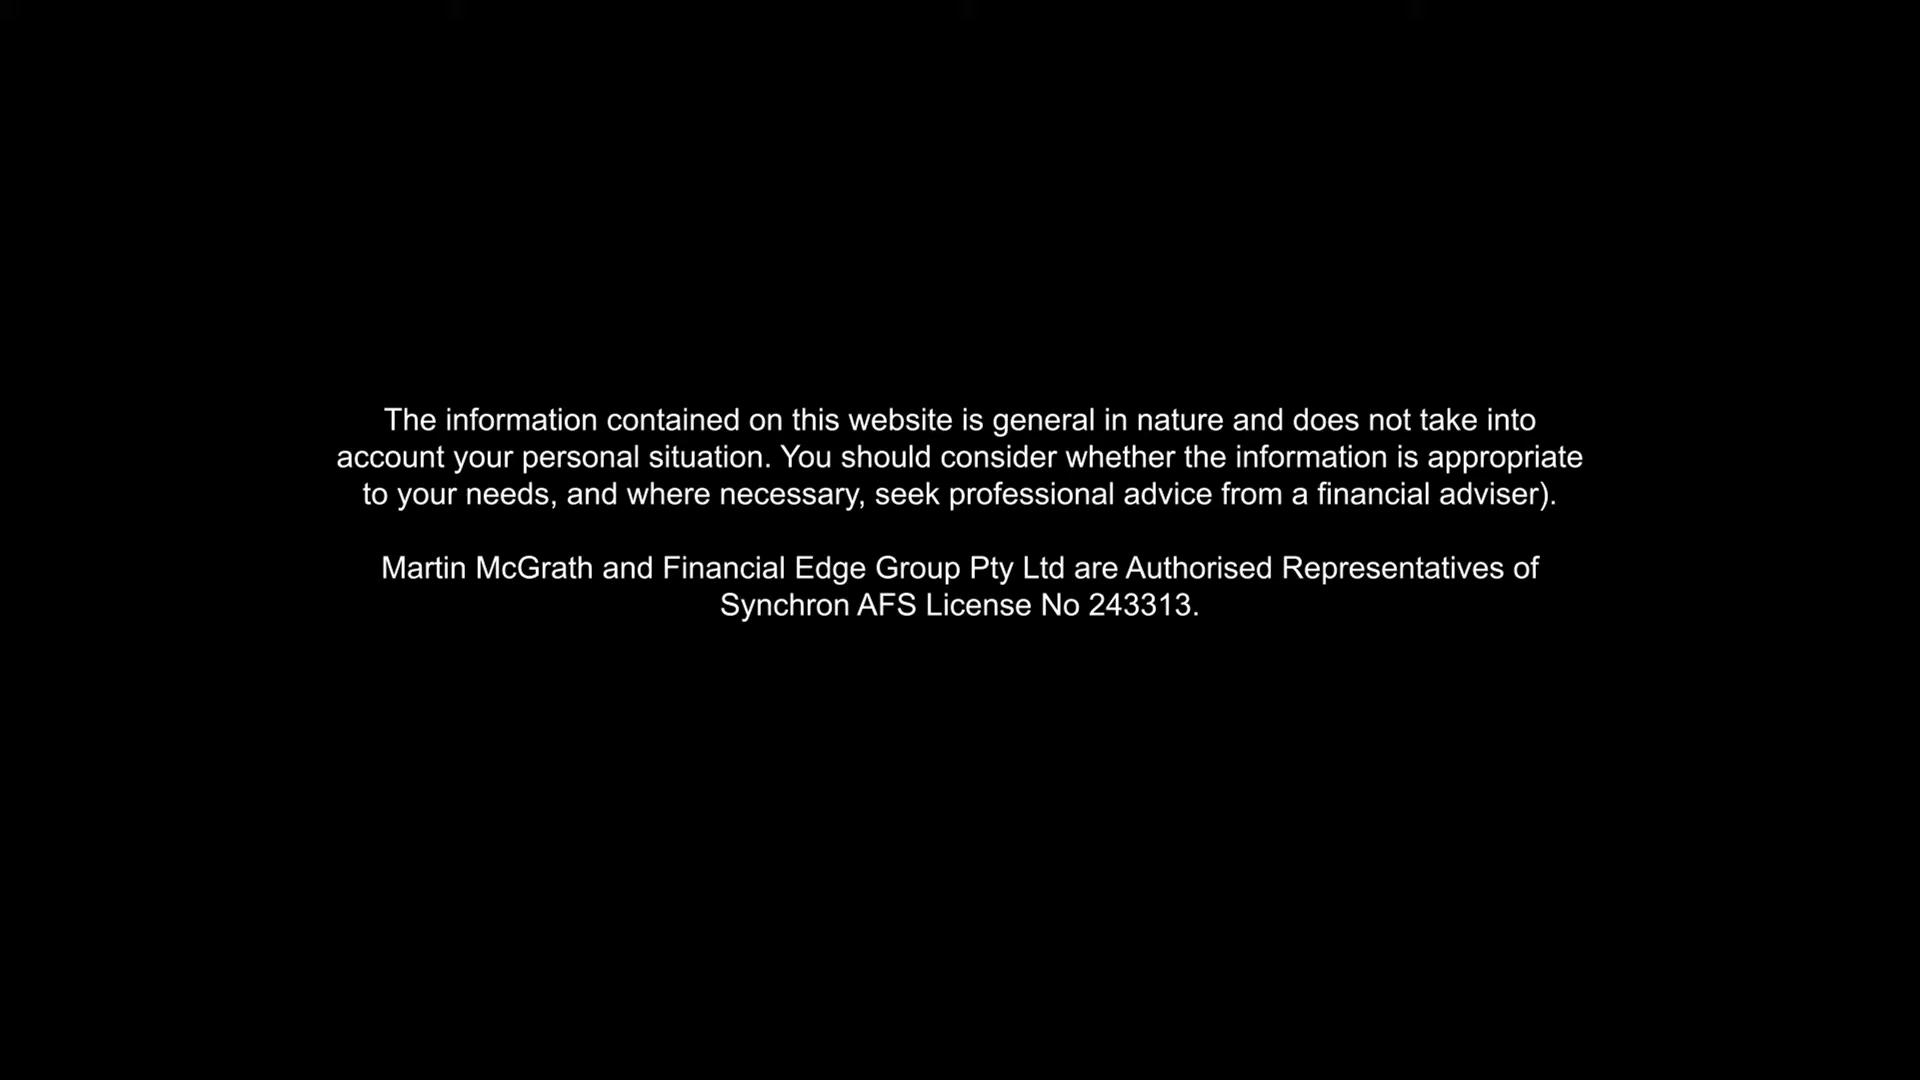 The information contained on this website is general in nature and does not take into
account your personal situation. You should consider whether the information is appropriate
to your needs, and where necessary, seek professional advice from a financial adviser).
Martin McGrath and Financial Edge Group Pty Ltd are Authorised Representatives of
Synchron AFS License No 243313.